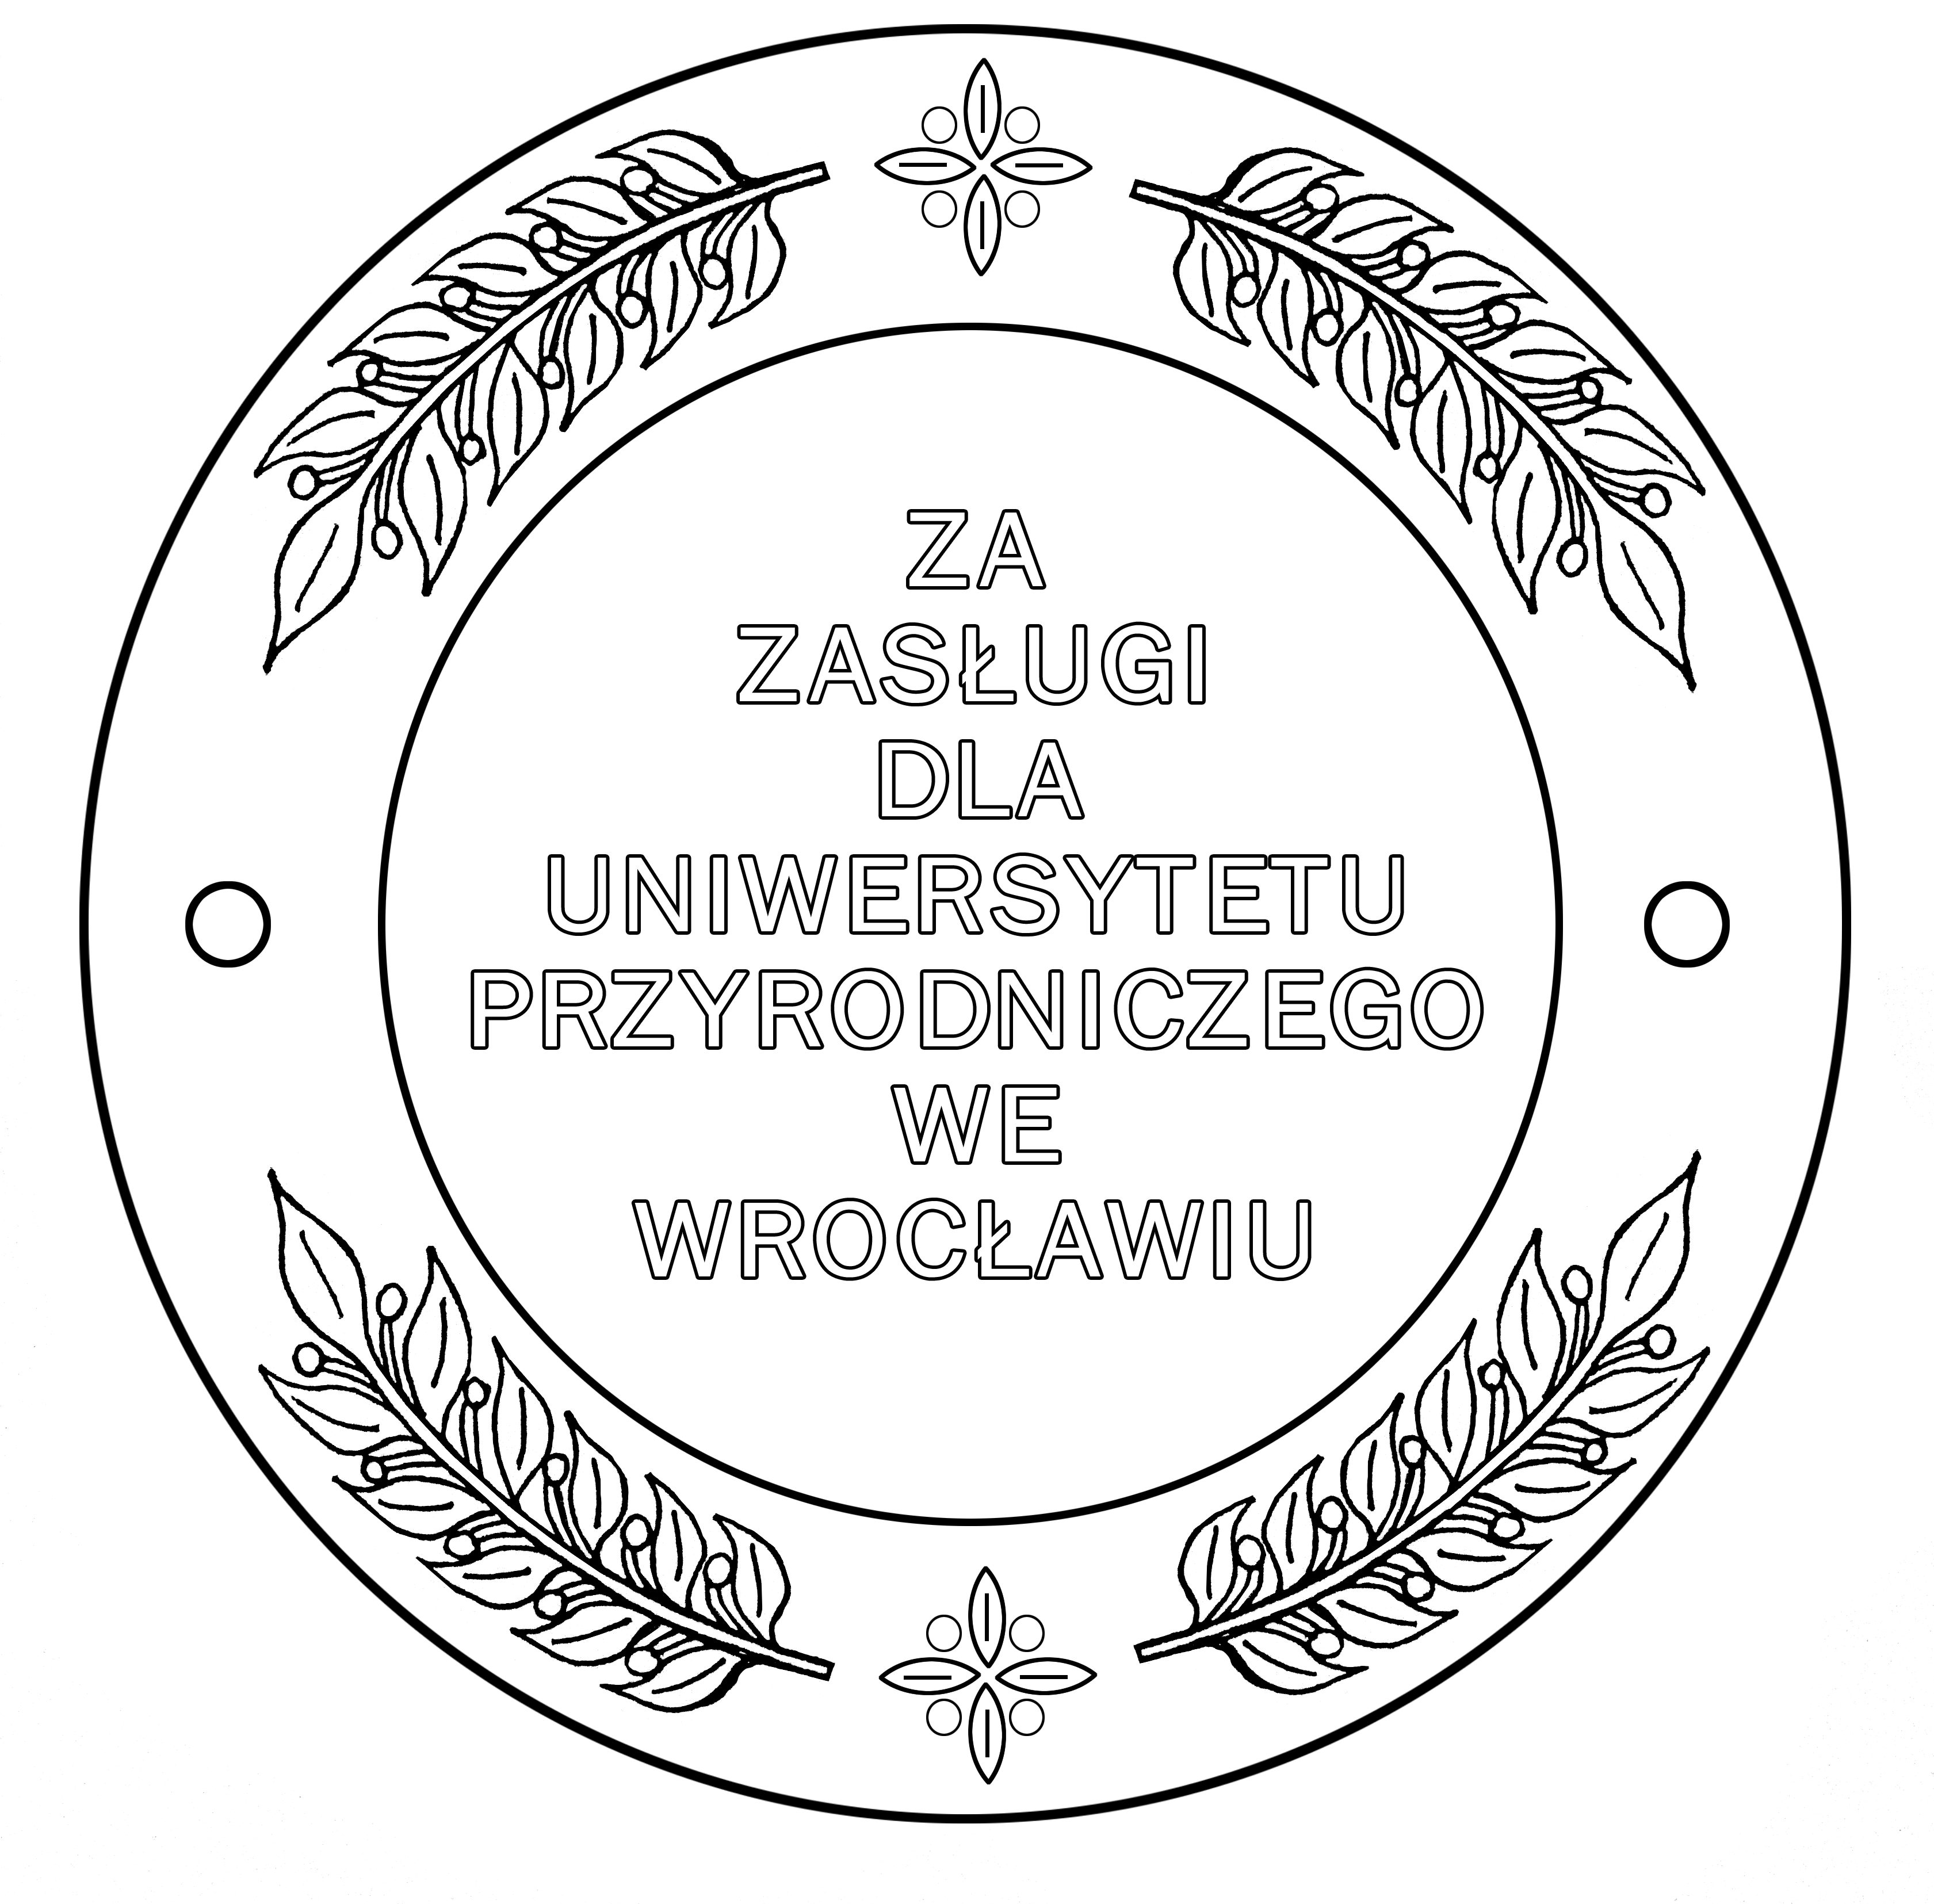 ZA
ZASŁUGI
DLA
UNIWERSYTETU
PRZYRODNICZEGO
WE
WROCŁAWIU